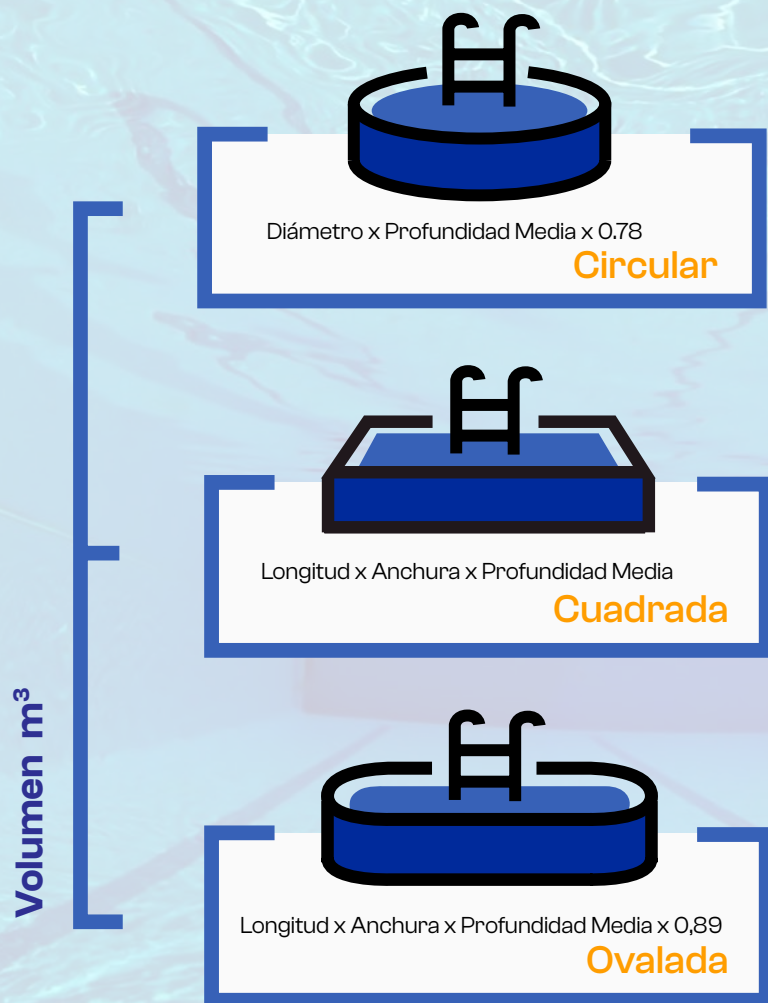 Diámetro x Profundidad Media x 0.78
Circular
Longitud x Anchura x Profundidad Media
Cuadrada
Volumen m³
Longitud x Anchura x Profundidad Media x 0,89
Ovalada